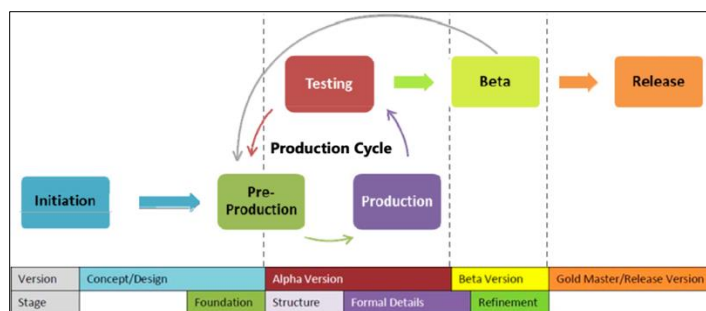 Testing
Beta
Release
Production Cycle
Initiation
Pre-
Production
Production
Version Concept/Design Alpha Version Beta Version Gold Master/Release Version
Stage Foundation Structure Formal Details Refinement